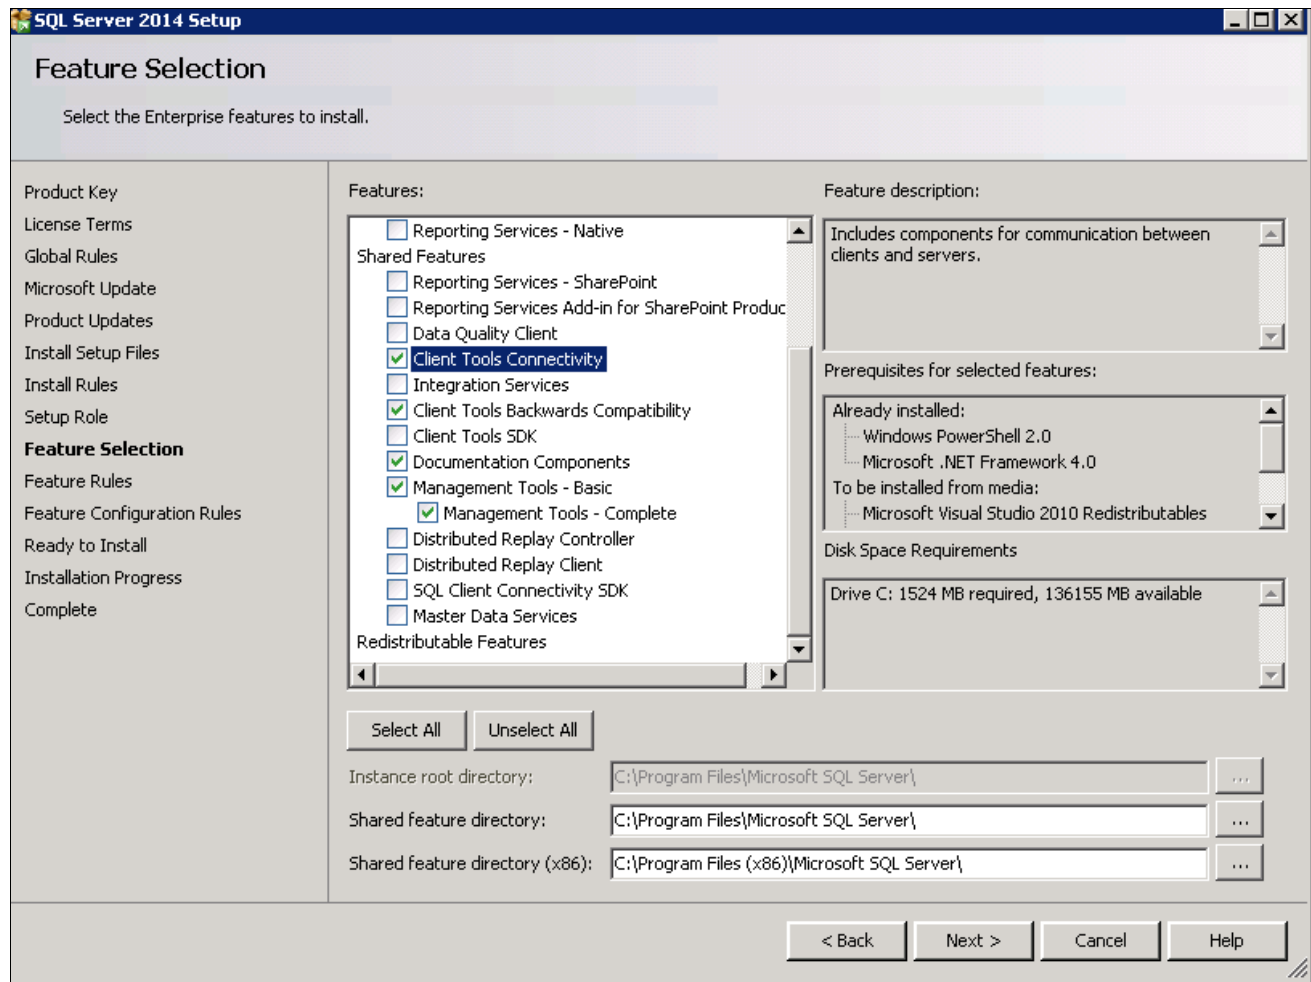 SQL Server 2014 Setup
Feature Selection
Select the Enterprise features to install.
Product Key
License Terms
Global Rules
Microsoft Update
Product Updates
Install Setup Files
Install Rules
Setup Role
Feature Selection
Feature Rules
Feature Configuration Rules
Ready to Install
Installation Progress
Complete
Features:
Reporting Services - Native
Shared Features
Reporting Services - SharePoint
Reporting Services Add-in for SharePoint Produc
Data Quality Client
Client Tools Connectivity
Integration Services
Client Tools Backwards Compatibility
Client Tools SDK
Documentation Components
Management Tools - Basic
Management Tools - Complete
Distributed Replay Controller
Distributed Replay Client
SQL Client Connectivity SDK
Master Data Services
Redistributable Features
Feature description:
Includes components for communication between
clients and servers.
Prerequisites for selected features:
Already installed:
Windows PowerShell 2.0
Microsoft .NET Framework 4.0
To be installed from media:
Microsoft Visual Studio 2010 Redistributables
Disk Space Requirements
Drive C: 1524 MB required, 136155 MB available
Select All
Unselect All
Instance root directory: C:\Program Files\Microsoft SQL Server\ ...
Shared feature directory: C:\Program Files\Microsoft SQL Server\ ...
Shared feature directory (x86): C:\Program Files (x86)\Microsoft SQL Server\ ...
< Back
Next >
Cancel
Help